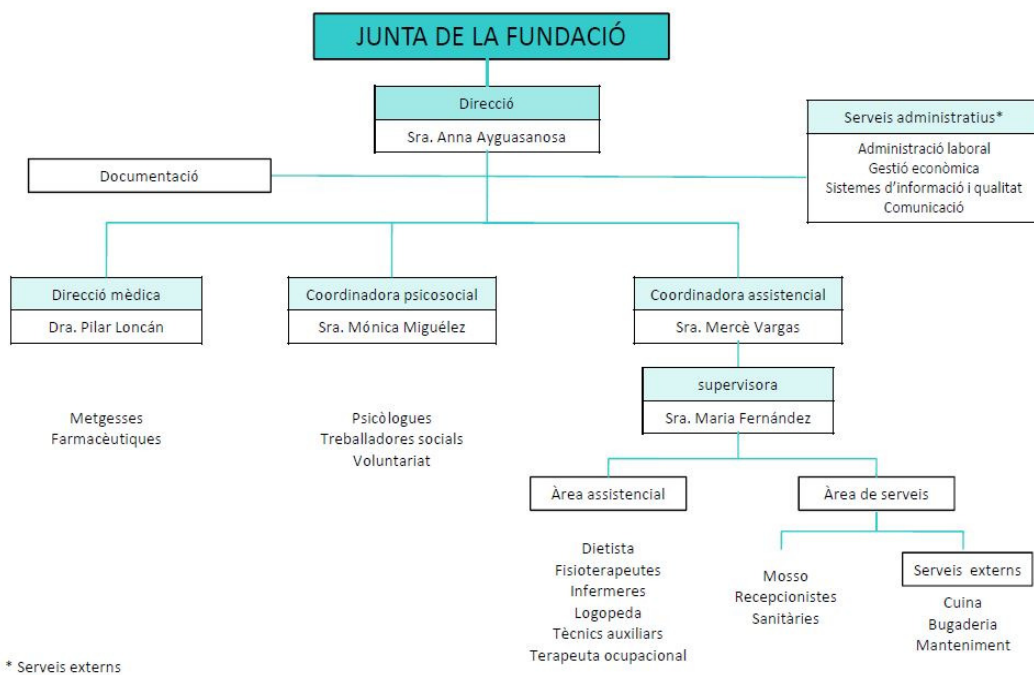 JUNTA DE LA FUNDACIÓ
Direcció
Sra. Anna Ayguasanosa
Serveis administratius*
Administració laboral
Gestió econòmica
Sistemes d'informació i qualitat
Comunicació
Documentació
Direcció mèdica
Dra. Pilar Loncán
Metgesses
Farmacèutiques
Coordinadora psicosocial
Sra. Mónica Miguélez
Psicòlogues
Treballadores socials
Voluntariat
Coordinadora assistencial
Sra. Mercè Vargas
supervisora
Sra. Maria Fernández
Àrea assistencial
Dietista
Fisioterapeutes
Infermeres
Logopeda
Tècnics auxiliars
Terapeuta ocupacional
Àrea de serveis
Mosso
Recepcionistes
Sanitàries
Serveis externs
Cuina
Bugaderia
Manteniment
* Serveis externs